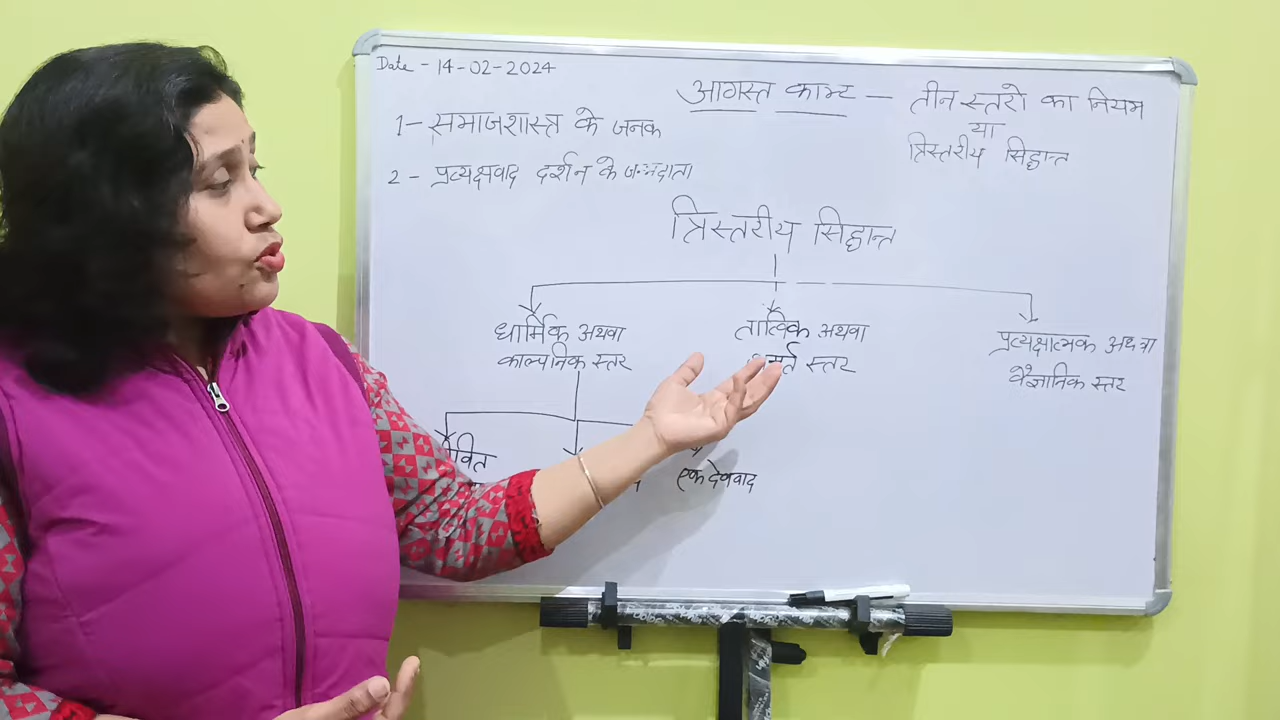 Date - 14-02-2024
आगस्त काम्ट — तीन स्तरों का नियम
या
त्रिस्तरीय सिद्धान्त
1- समाजशास्त्र के जनक
2 - प्रत्यक्षवाद दर्शन के जन्मदाता
त्रिस्तरीय सिद्धान्त
धार्मिक अथवा
काल्पनिक स्तर
तात्विक अथवा
स्तर
प्रत्यक्षात्मक अथवा
वैज्ञानिक स्तर
एकदेववाद